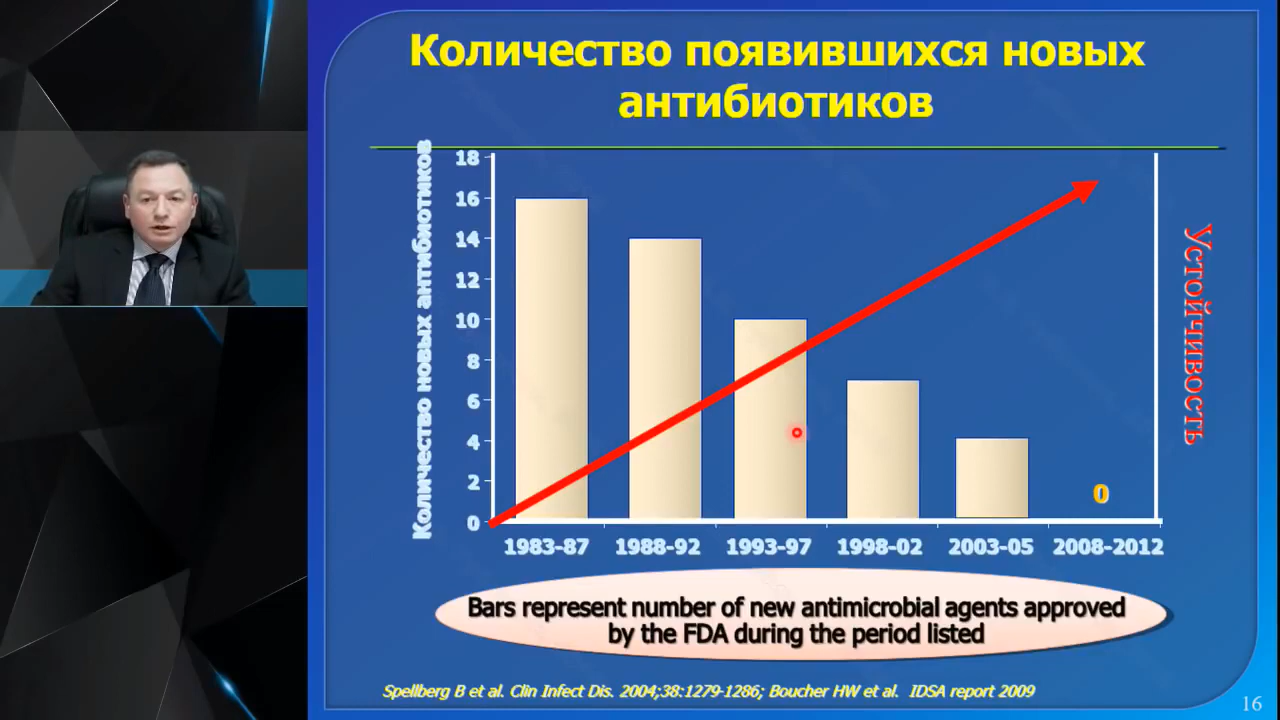 Количество появившихся новых
антибиотиков
Количество новых антибиотиков
18
16
14
12
10
8
6
4
2
0
0
Устойчивость
1983-87 1988-92 1993-97 1998-02 2003-05 2008-2012
Bars represent number of new antimicrobial agents approved
by the FDA during the period listed
Spellberg B et al. Clin Infect Dis. 2004;38:1279-1286; Boucher HW et al. IDSA report 2009
16